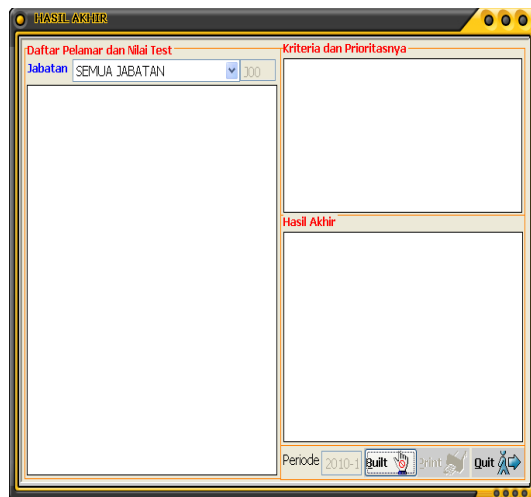 HASIL AKHIR
Daftar Pelamar dan Nilai Test
Jabatan SEMUA JABATAN J00
Kriteria dan Prioritasnya
Hasil Akhir
Periode 2010-1 Built Print Quit